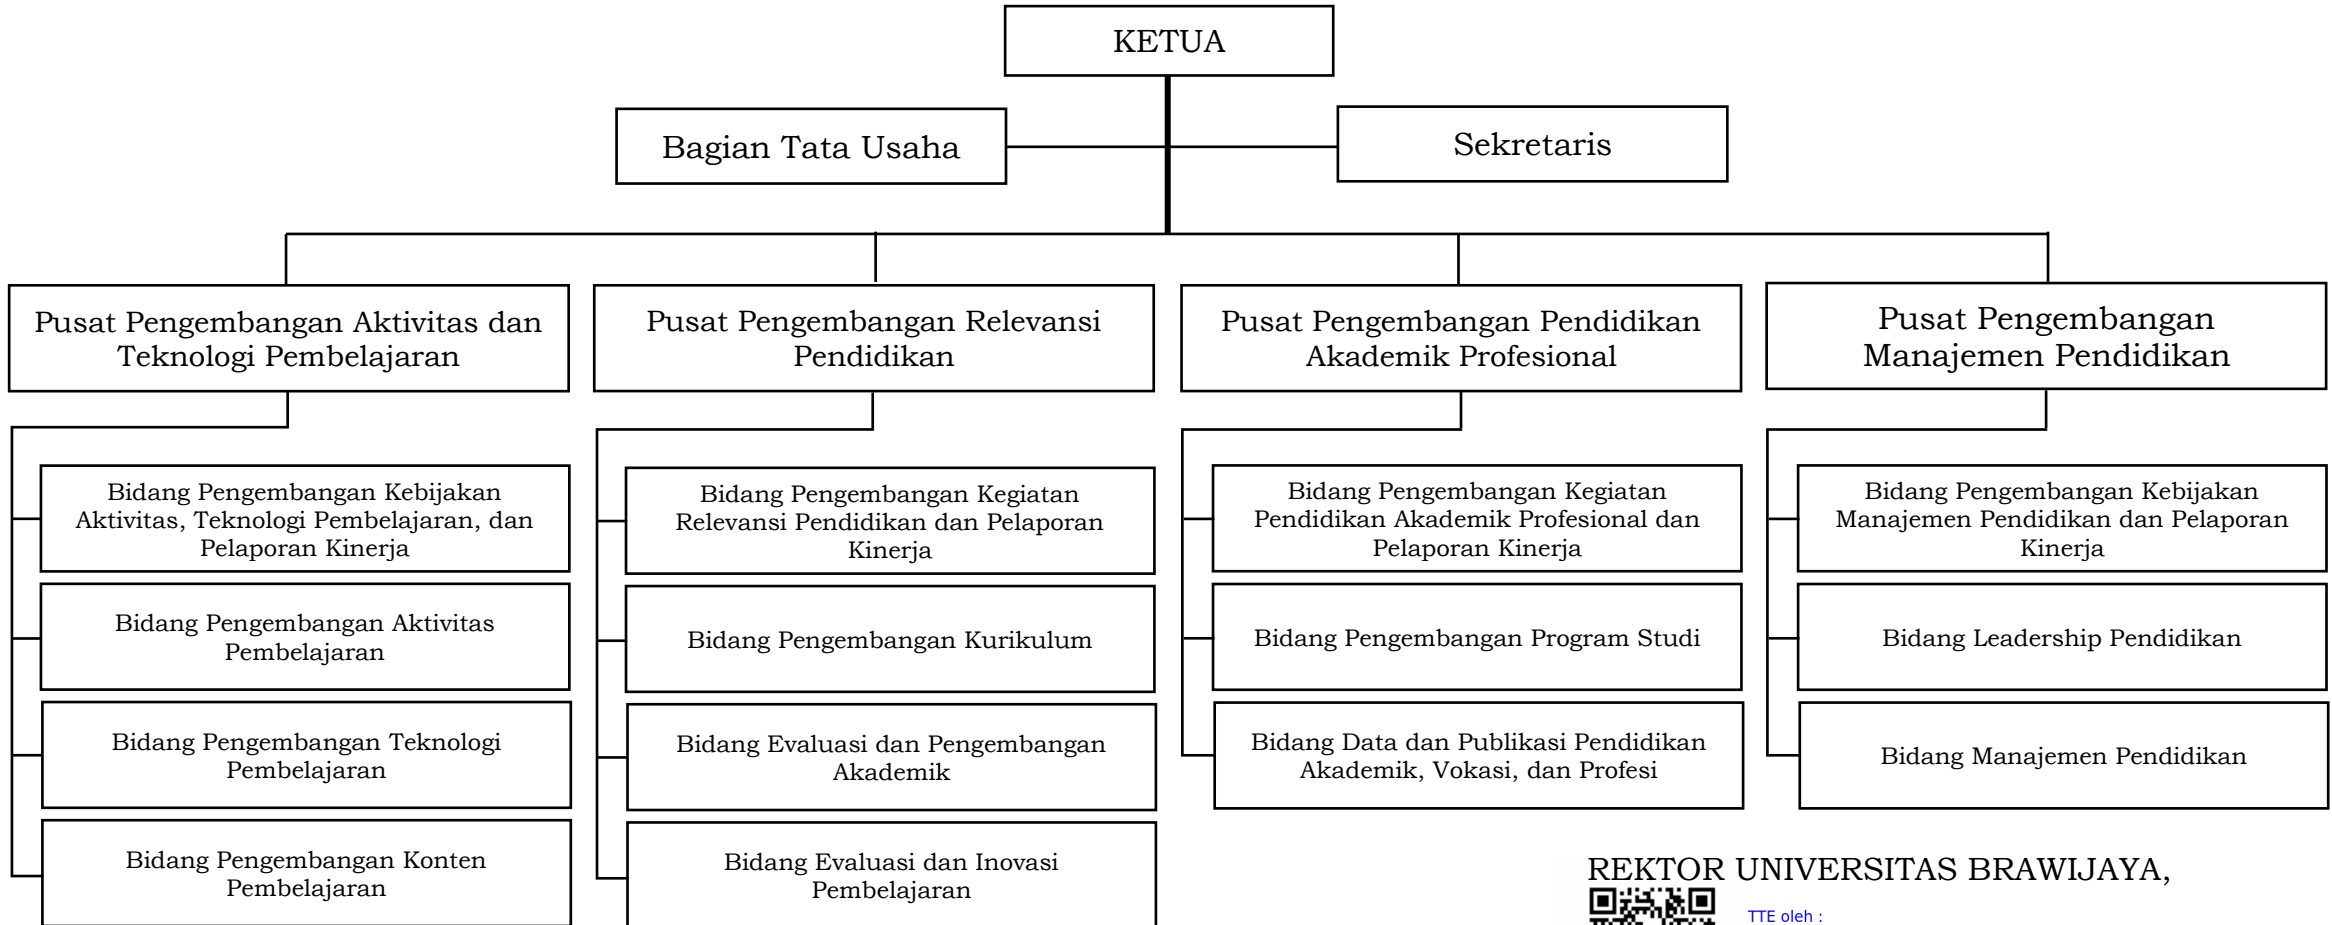 KETUA
Bagian Tata Usaha
Sekretaris
Pusat Pengembangan Aktivitas dan
Teknologi Pembelajaran
Pusat Pengembangan Relevansi
Pendidikan
Pusat Pengembangan Pendidikan
Akademik Profesional
Pusat Pengembangan
Manajemen Pendidikan
Bidang Pengembangan Kebijakan
Aktivitas, Teknologi Pembelajaran, dan
Pelaporan Kinerja
Bidang Pengembangan Aktivitas
Pembelajaran
Bidang Pengembangan Teknologi
Pembelajaran
Bidang Pengembangan Konten
Pembelajaran
Bidang Pengembangan Kegiatan
Relevansi Pendidikan dan Pelaporan
Kinerja
Bidang Pengembangan Kurikulum
Bidang Evaluasi dan Pengembangan
Akademik
Bidang Evaluasi dan Inovasi
Pembelajaran
Bidang Pengembangan Kegiatan
Pendidikan Akademik Profesional dan
Pelaporan Kinerja
Bidang Pengembangan Program Studi
Bidang Data dan Publikasi Pendidikan
Akademik, Vokasi, dan Profesi
Bidang Pengembangan Kebijakan
Manajemen Pendidikan dan Pelaporan
Kinerja
Bidang Leadership Pendidikan
Bidang Manajemen Pendidikan
REKTOR UNIVERSITAS BRAWIJAYA,
TTE oleh :